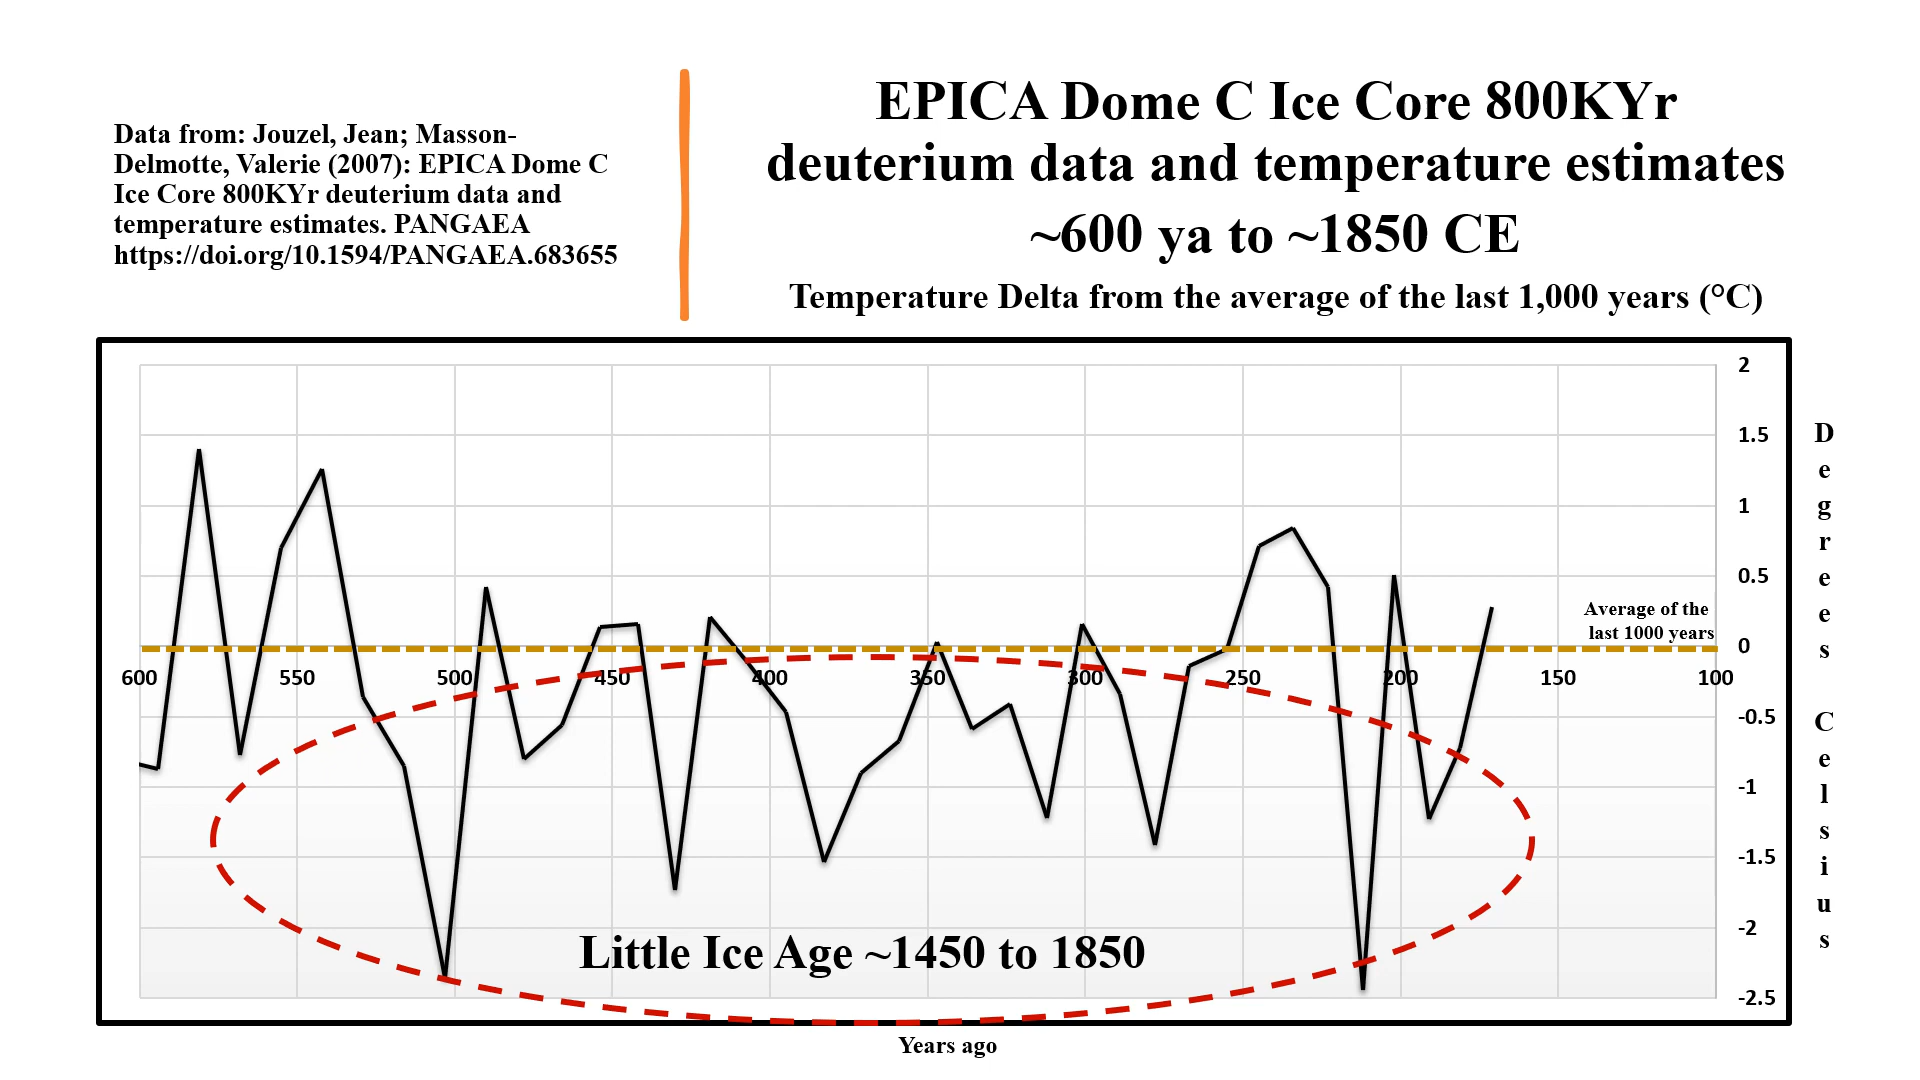 Data from: Jouzel, Jean; Masson-
Delmotte, Valerie (2007): EPICA Dome C
Ice Core 800KYr deuterium data and
temperature estimates. PANGAEA
https://doi.org/10.1594/PANGAEA.683655
EPICA Dome C Ice Core 800KYr
deuterium data and temperature estimates
~600 ya to ~1850 CE
Temperature Delta from the average of the last 1,000 years (°C)
2
1.5
1
0.5
Average of the
last 1000 years
0
600 550 500 450 400 350 300 250 200 150 100
-0.5
-1
-1.5
-2
-2.5
Little Ice Age ~1450 to 1850
Years ago
Degrees Celsius